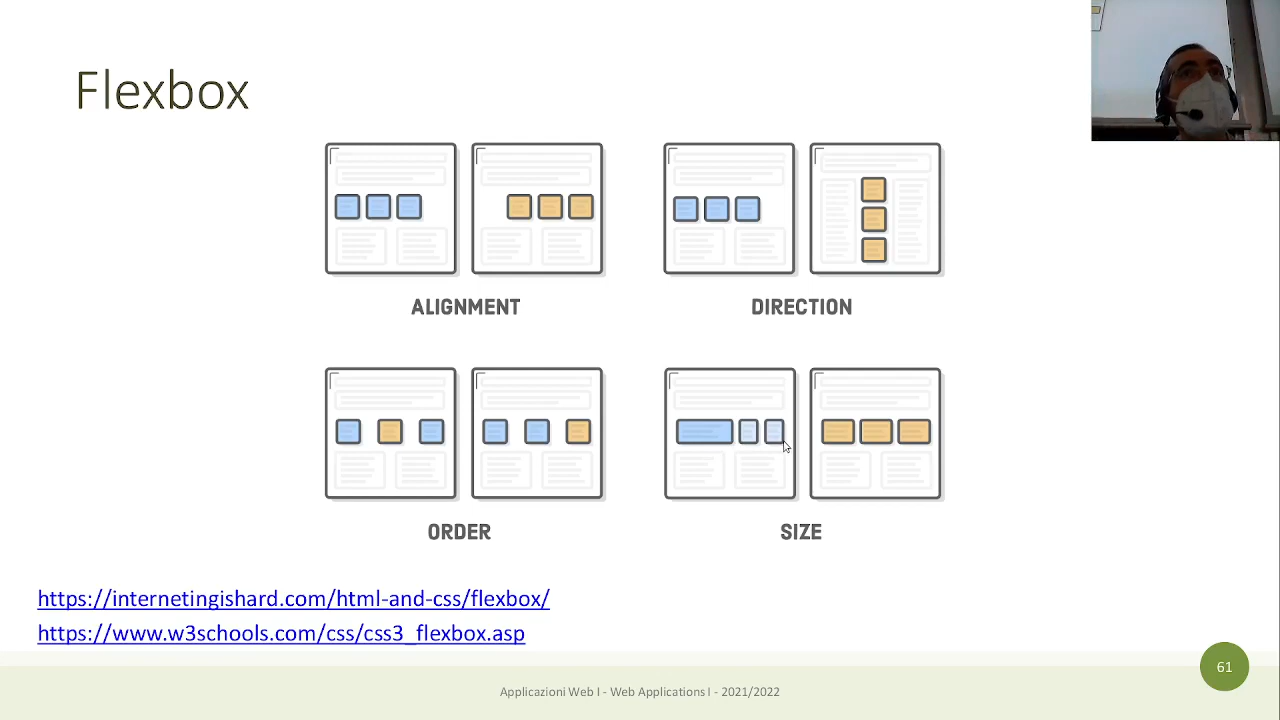 Flexbox
ALIGNMENT
DIRECTION
ORDER
SIZE
https://internetingishard.com/html-and-css/flexbox/
https://www.w3schools.com/css/css3_flexbox.asp
61
Applicazioni Web I - Web Applications I - 2021/2022